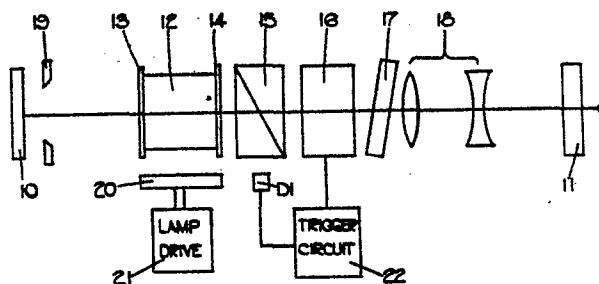 19 13 12 14 15 16 17 18
10 20 D1 11
LAMP
DRIVE
TRIGGER
CIRCUIT
21 22